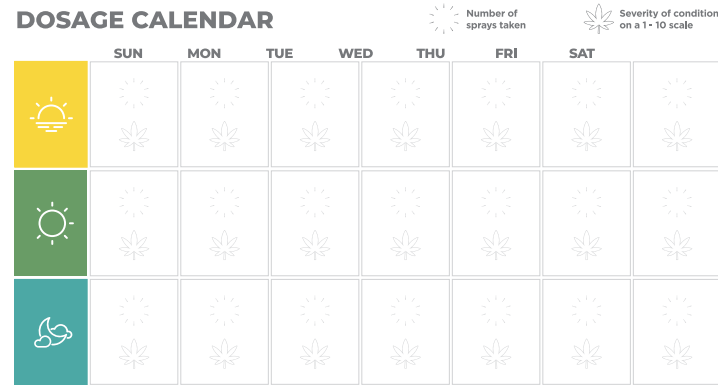 DOSAGE CALENDAR
Number of
sprays taken
Severity of condition
on a 1 - 10 scale
SUN MON TUE WED THU FRI SAT